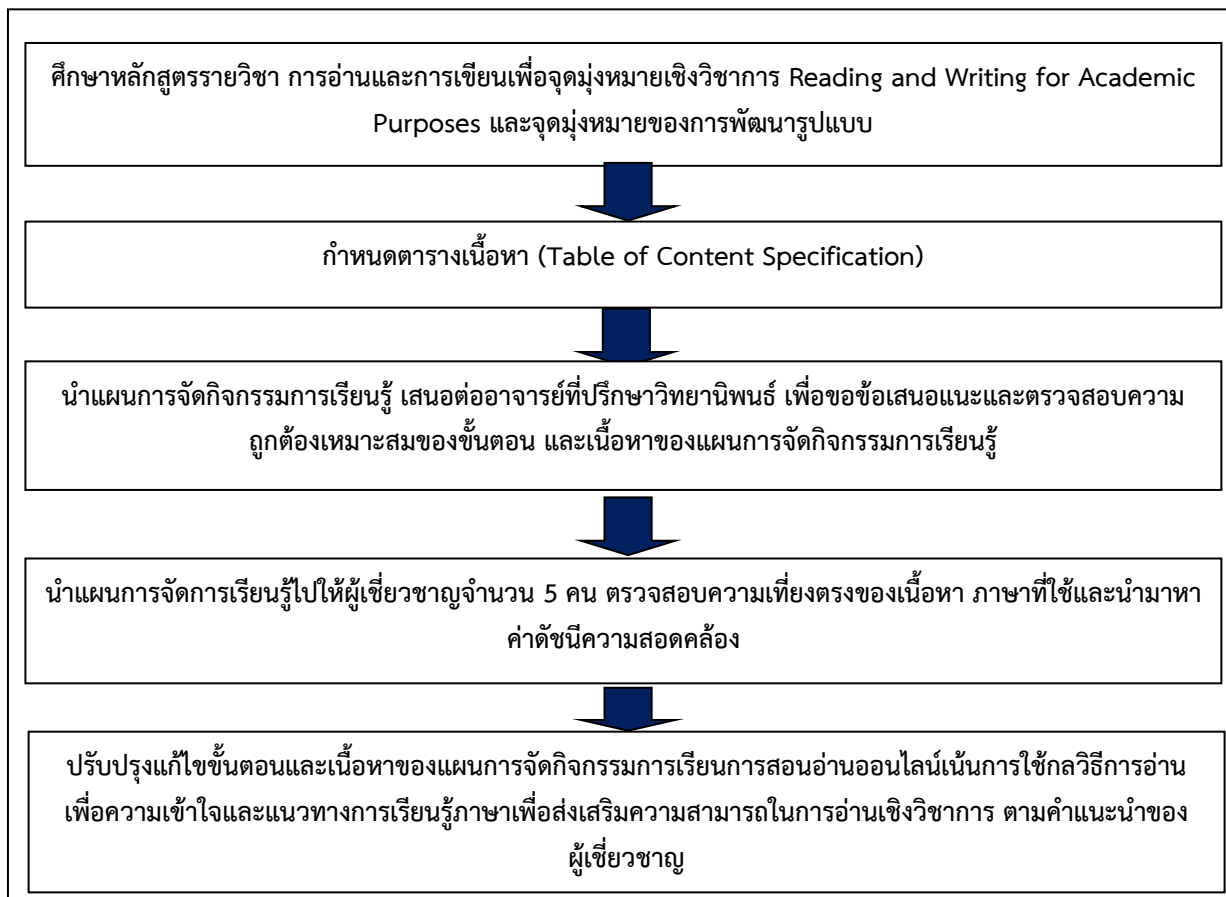 ศึกษาหลักสูตรรายวิชา การอ่านและการเขียนเพื่อจุดมุ่งหมายเชิงวิชาการ Reading and Writing for Academic
Purposes และจุดมุ่งหมายของการพัฒนารูปแบบ
กำหนดตารางเนื้อหา (Table of Content Specification)
นำแผนการจัดกิจกรรมการเรียนรู้ เสนอต่ออาจารย์ที่ปรึกษาวิทยานิพนธ์ เพื่อขอข้อเสนอแนะและตรวจสอบความ
ถูกต้องเหมาะสมของขั้นตอน และเนื้อหาของแผนการจัดกิจกรรมการเรียนรู้
นำแผนการจัดการเรียนรู้ไปให้ผู้เชี่ยวชาญจำนวน 5 คน ตรวจสอบความเที่ยงตรงของเนื้อหา ภาษาที่ใช้และนำมาหา
ค่าดัชนีความสอดคล้อง
ปรับปรุงแก้ไขขั้นตอนและเนื้อหาของแผนการจัดกิจกรรมการเรียนการสอนอ่านออนไลน์เน้นการใช้กลวิธีการอ่าน
เพื่อความเข้าใจและแนวทางการเรียนรู้ภาษาเพื่อส่งเสริมความสามารถในการอ่านเชิงวิชาการ ตามคำแนะนำของ
ผู้เชี่ยวชาญ